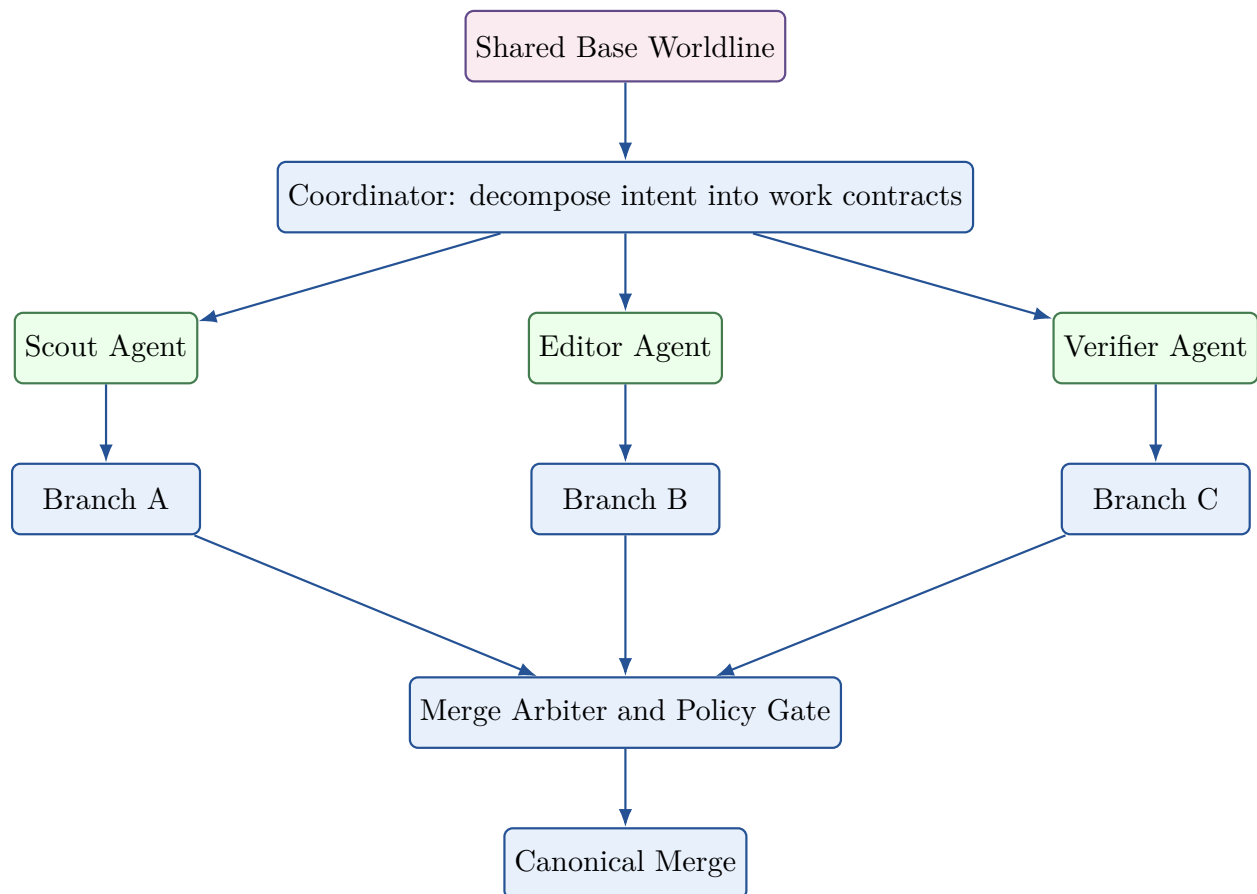 Shared Base Worldline
Coordinator: decompose intent into work contracts
Scout Agent
Editor Agent
Verifier Agent
Branch A
Branch B
Branch C
Merge Arbiter and Policy Gate
Canonical Merge